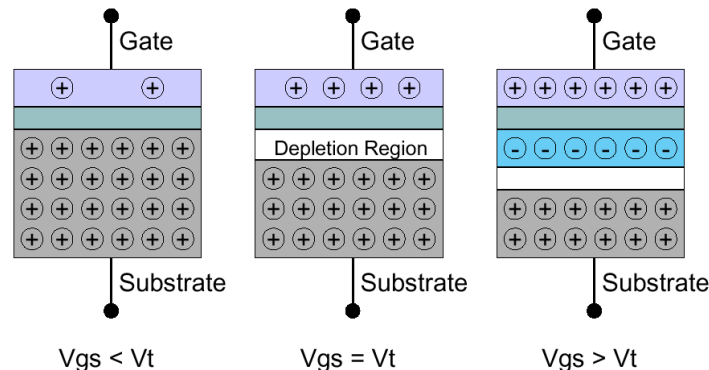 Gate
Gate
Gate
+ +
+ + + +
+ + + + + +
+ + + + + +
Depletion Region
- - - - - -
+ + + + + +
+ + + + + +
+ + + + + +
+ + + + + +
+ + + + + +
+ + + + + +
+ + + + + +
+ + + + + +
Substrate
Substrate
Substrate
Vgs < Vt
Vgs = Vt
Vgs > Vt